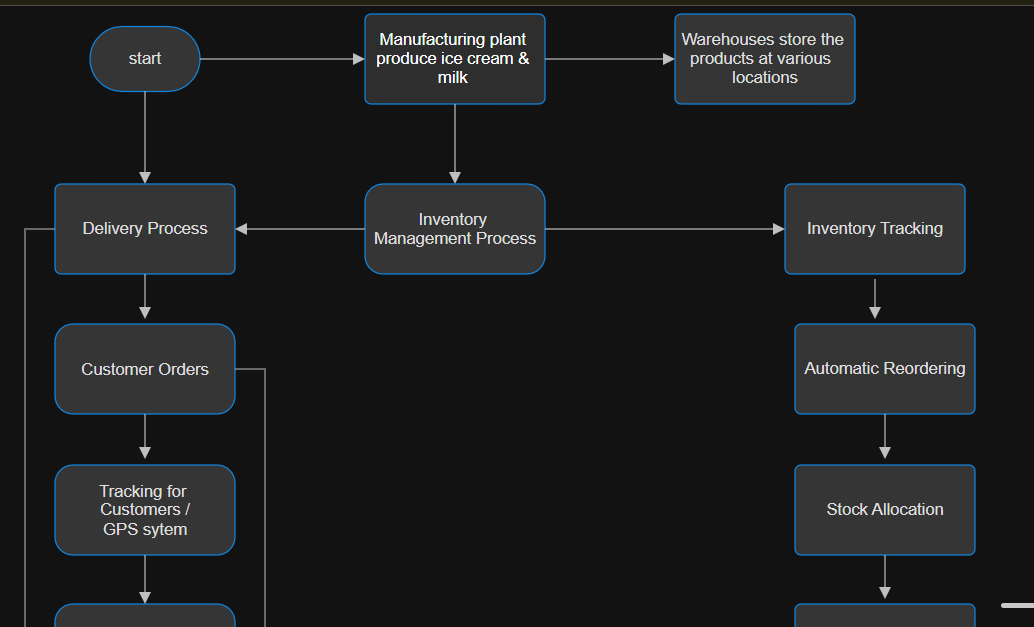 start
Manufacturing plant
produce ice cream &
milk
Warehouses store the
products at various
locations
Delivery Process
Inventory
Management Process
Inventory Tracking
Customer Orders
Automatic Reordering
Tracking for
Customers /
GPS sytem
Stock Allocation